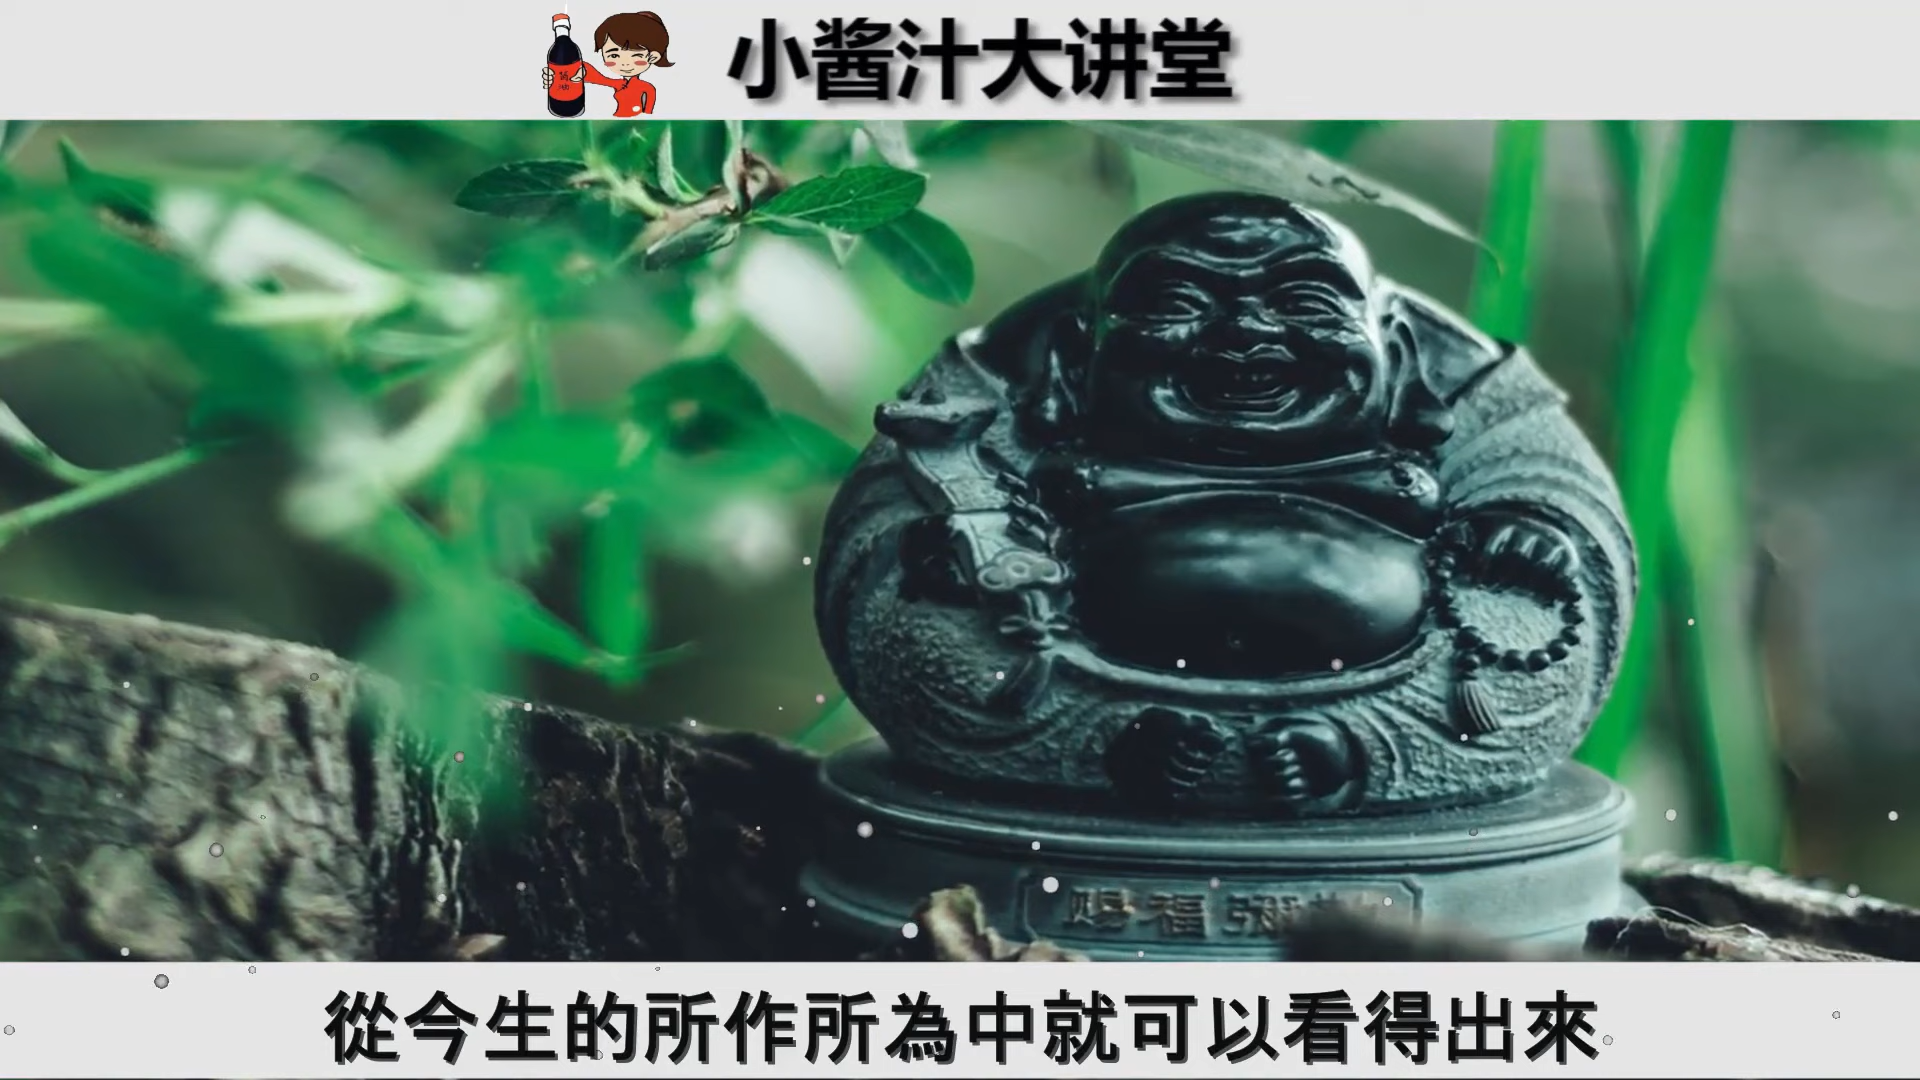 小酱汁大讲堂
賜福彌
從今生的所作所為中就可以看得出來